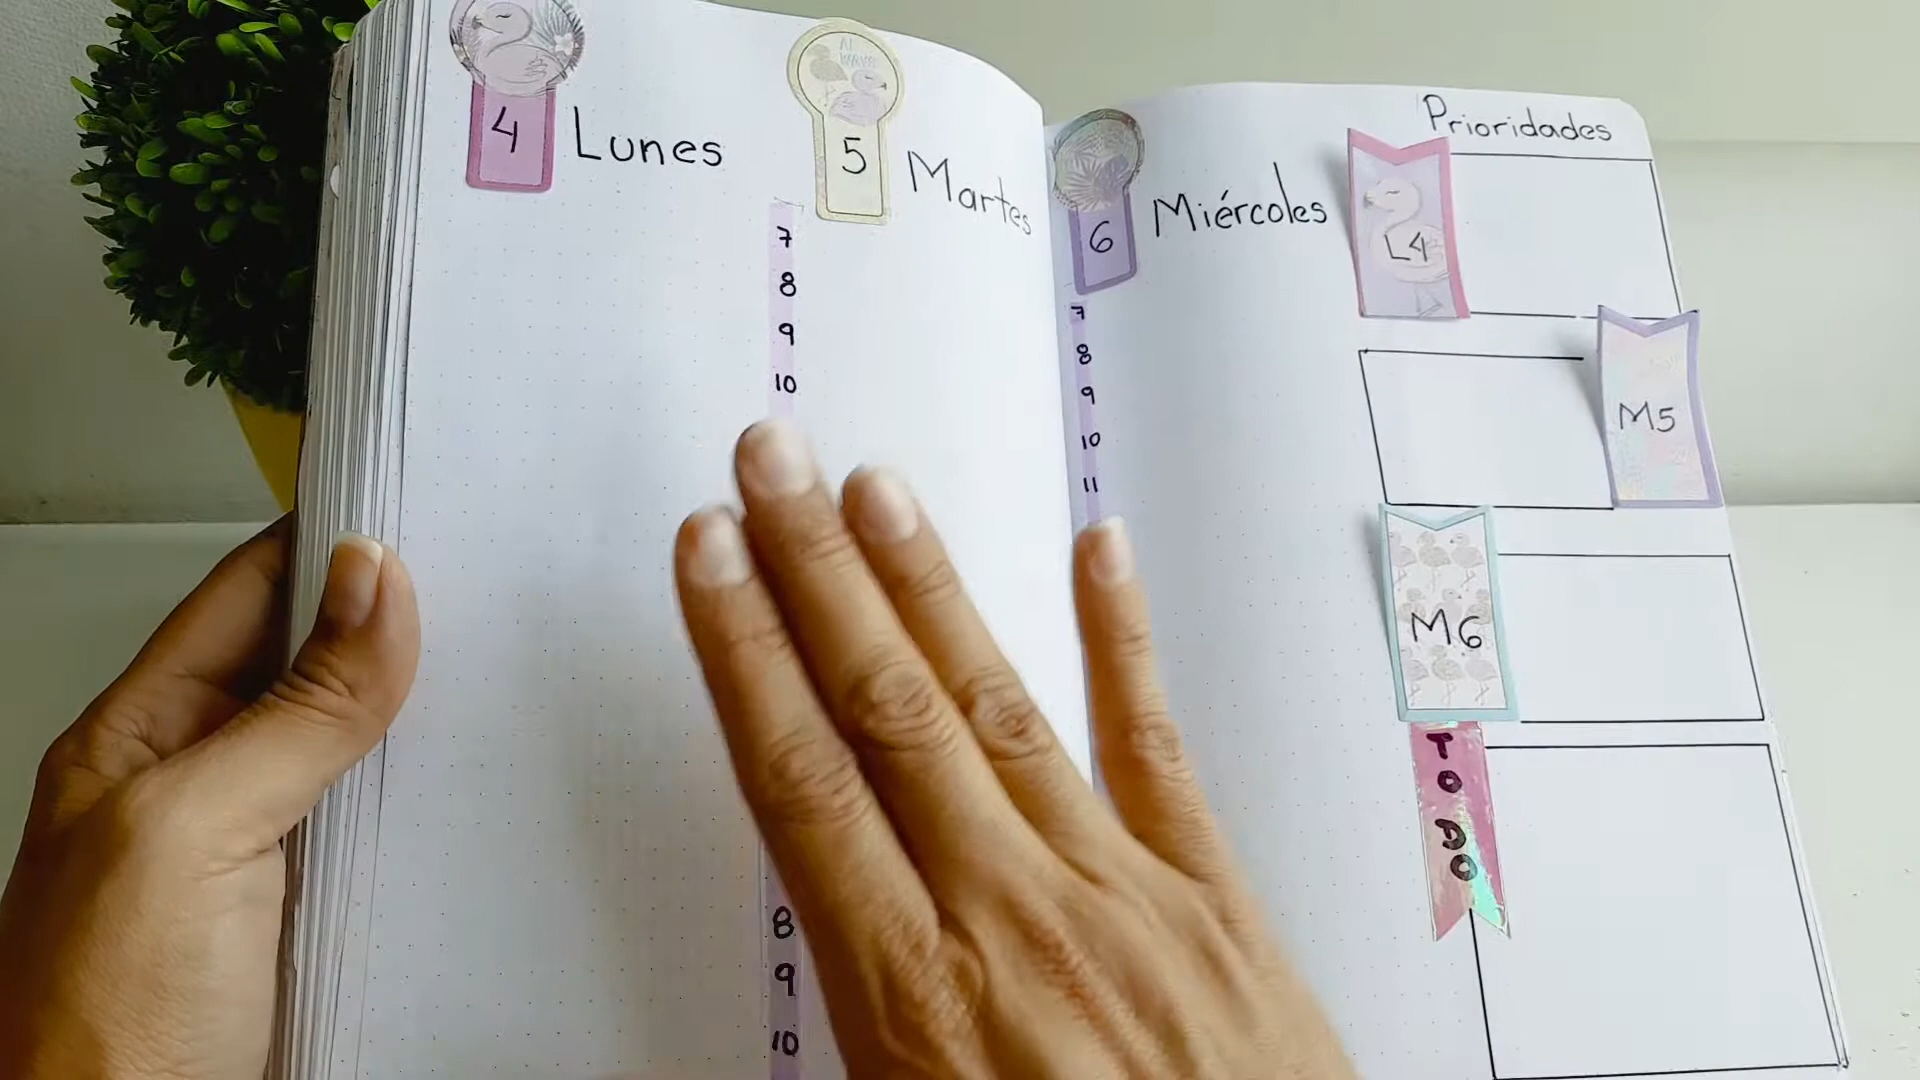 4 Lunes
5 Martes
7
8
9
10
8
9
10
6 Miércoles
7
8
9
10
11
Prioridades
L4
M5
M6
TO DO